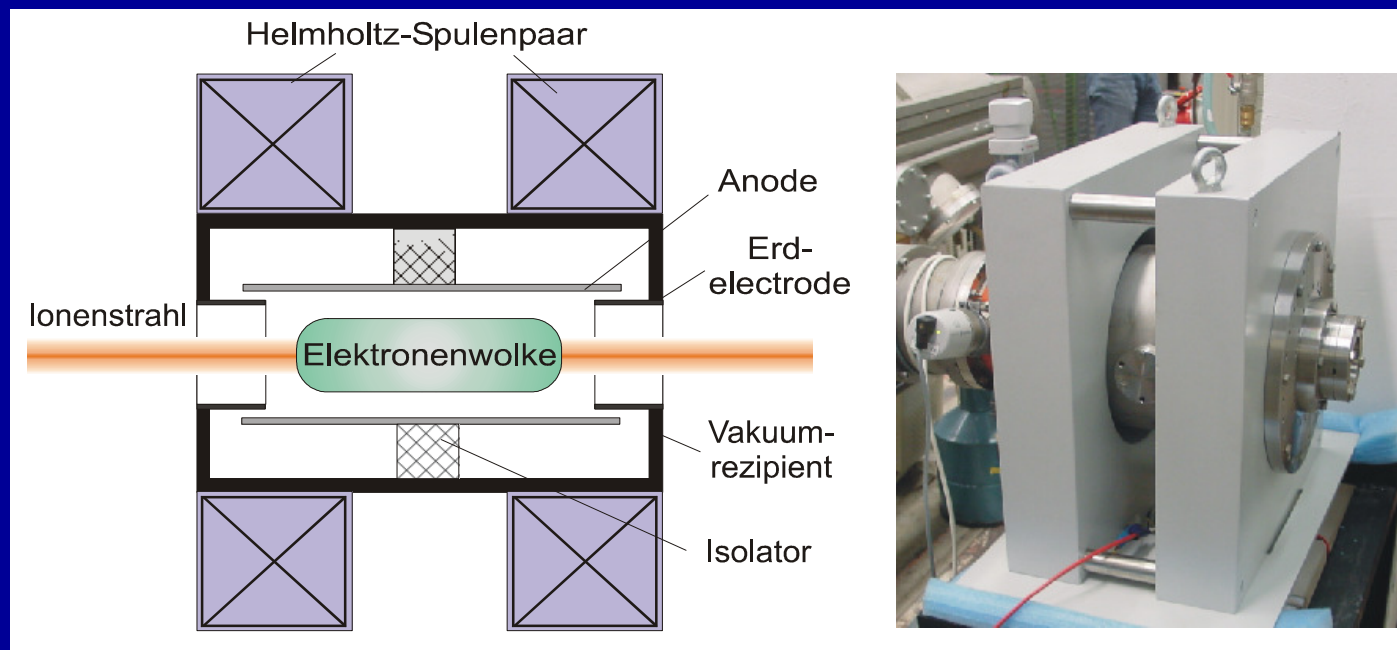 Helmholtz-Spulenpaar
Anode
Erd-
electrode
Ionenstrahl
Elektronenwolke
Vakuum-
rezipient
Isolator